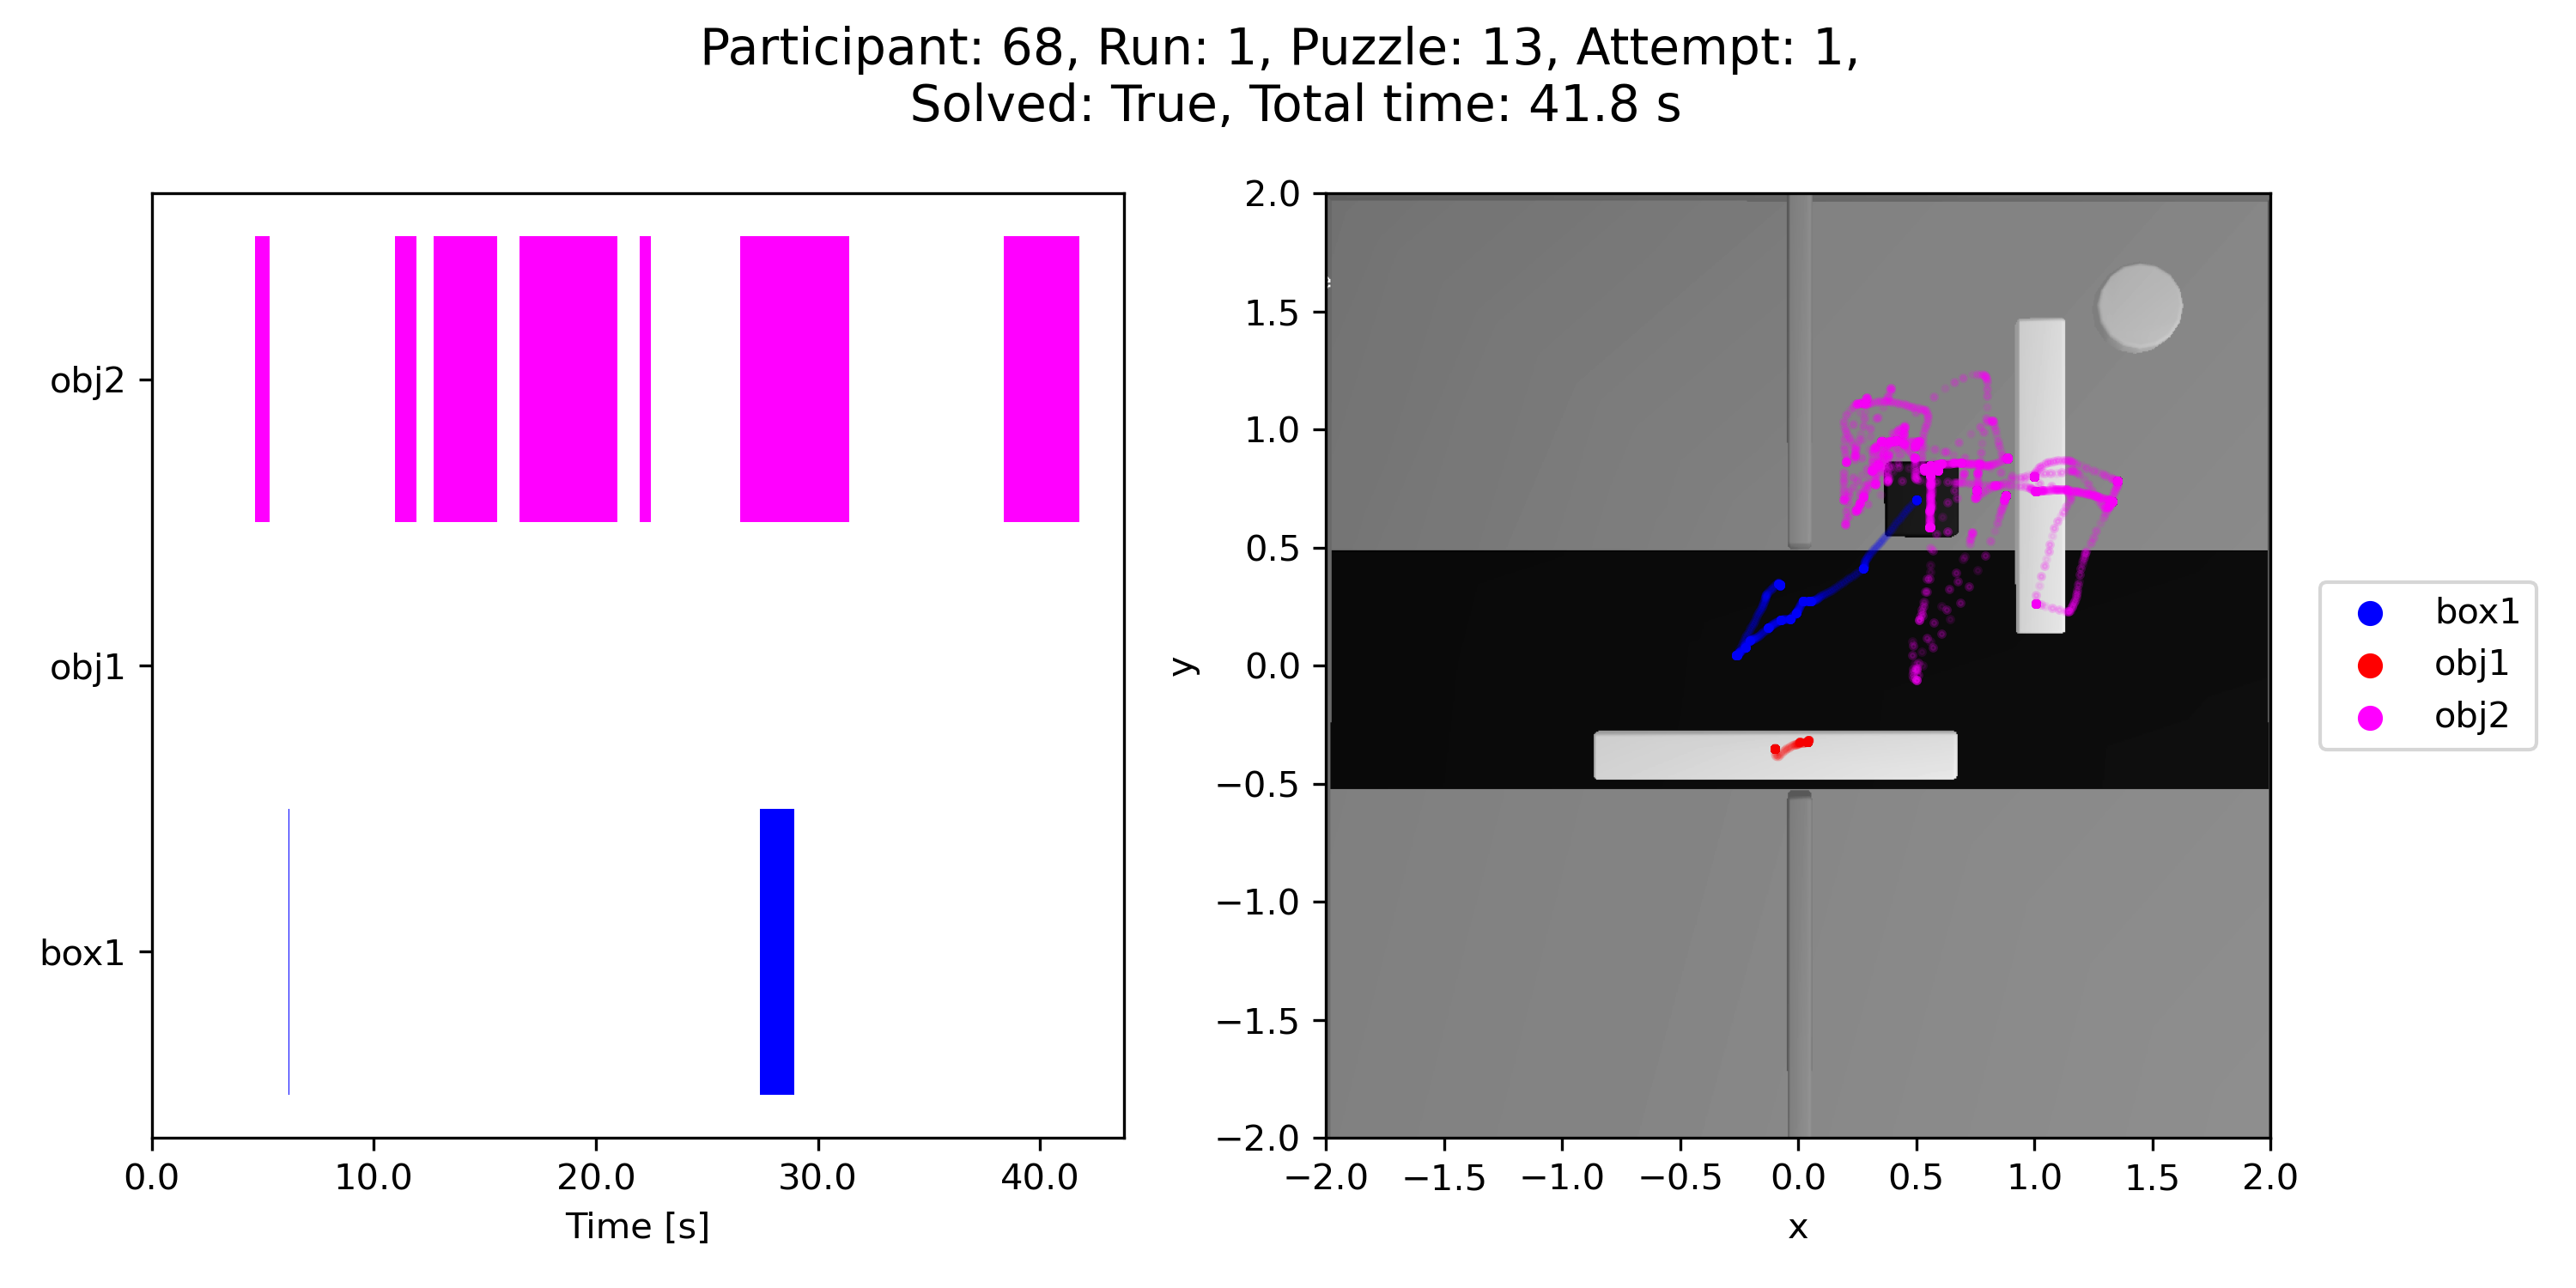 Participant: 68, Run: 1, Puzzle: 13, Attempt: 1,
Solved: True, Total time: 41.8 s
obj2
obj1
box1
0.0 10.0 20.0 30.0 40.0
Time [s]
2.0
1.5
1.0
0.5
0.0
−0.5
−1.0
−1.5
−2.0
y
−2.0 −1.5 −1.0 −0.5 0.0 0.5 1.0 1.5 2.0
x
box1
obj1
obj2